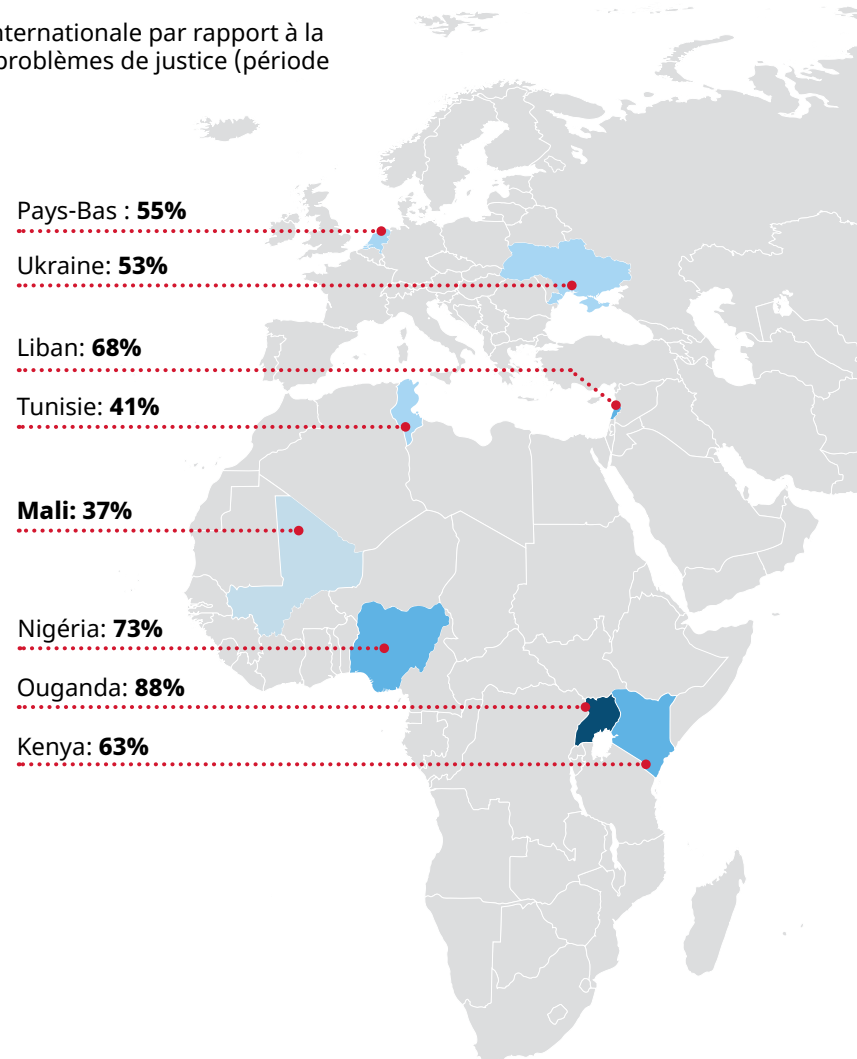 nternationale par rapport à la
problèmes de justice (période
Pays-Bas : 55%
Ukraine: 53%
Liban: 68%
Tunisie: 41%
Mali: 37%
Nigéria: 73%
Ouganda: 88%
Kenya: 63%